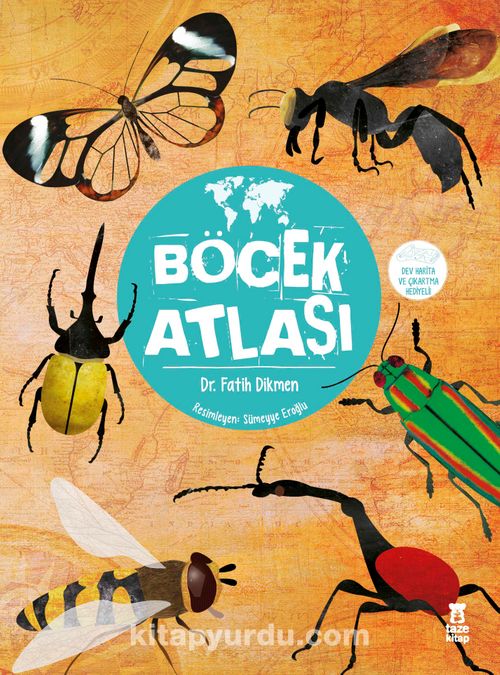 BÖCEK
ATLASI
Dr. Fatih Dikmen
Resimleyen: Sümeyye Eroğlu
DEV HARİTA
VE ÇIKARTMA
HEDİYELİ!
kitapyurdu.com
taze
kitap